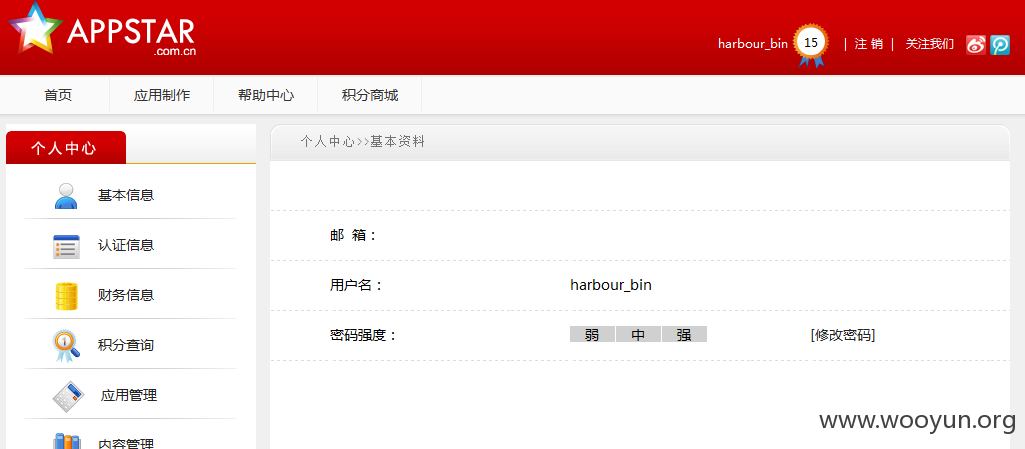 APPSTAR
.com.cn
harbour_bin 15 | 注 销 | 关注我们
首页 应用制作 帮助中心 积分商城
个人中心
基本信息
认证信息
财务信息
积分查询
应用管理
内容管理
个人中心>>基本资料
邮 箱：
用户名： harbour_bin
密码强度： 弱 中 强 [修改密码]
www.wooyun.org